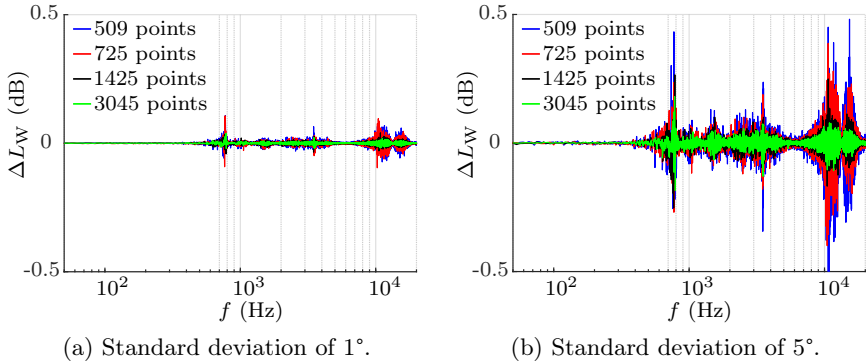 0.5
509 points
725 points
1425 points
3045 points
0
-0.5
ΔL_W (dB)
10^2
10^3
10^4
f (Hz)
(a) Standard deviation of 1°.
0.5
509 points
725 points
1425 points
3045 points
0
-0.5
ΔL_W (dB)
10^2
10^3
10^4
f (Hz)
(b) Standard deviation of 5°.